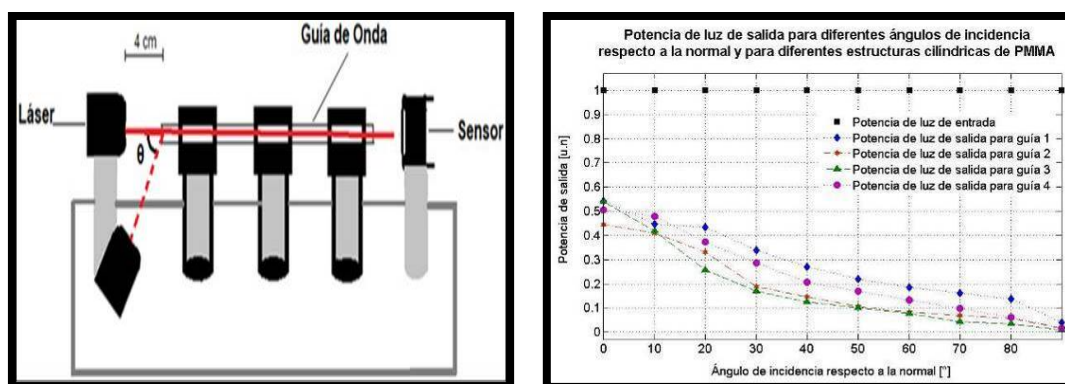 4 cm
Guía de Onda
Láser
Sensor
θ
Potencia de luz de salida para diferentes ángulos de incidencia
respecto a la normal y para diferentes estructuras cilíndricas de PMMA
Potencia de salida [u.n]
1
0.9
0.8
0.7
0.6
0.5
0.4
0.3
0.2
0.1
0
Potencia de luz de entrada
Potencia de luz de salida para guía 1
Potencia de luz de salida para guía 2
Potencia de luz de salida para guía 3
Potencia de luz de salida para guía 4
0 10 20 30 40 50 60 70 80
Ángulo de incidencia respecto a la normal [°]